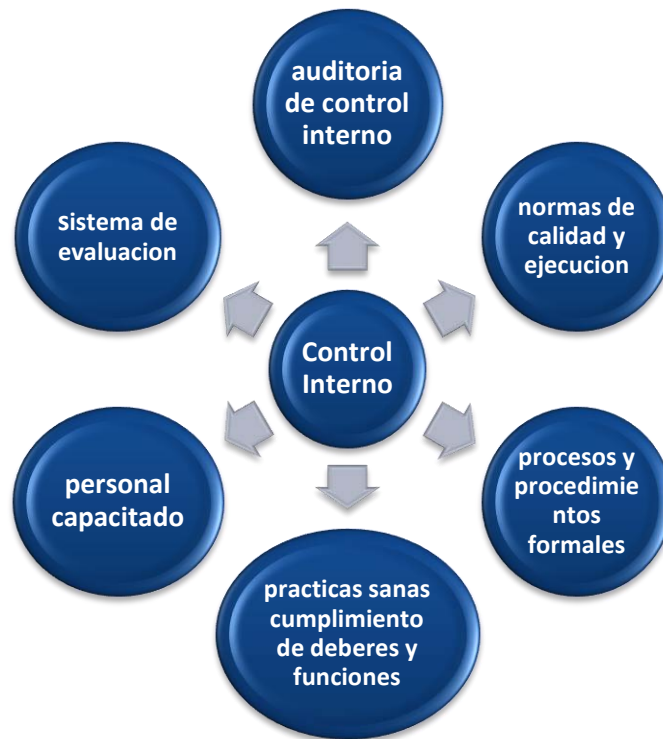 auditoria
de control
interno
sistema de
evaluacion
normas de
calidad y
ejecucion
Control
Interno
personal
capacitado
procesos y
procedimie
ntos
formales
practicas sanas
cumplimiento
de deberes y
funciones